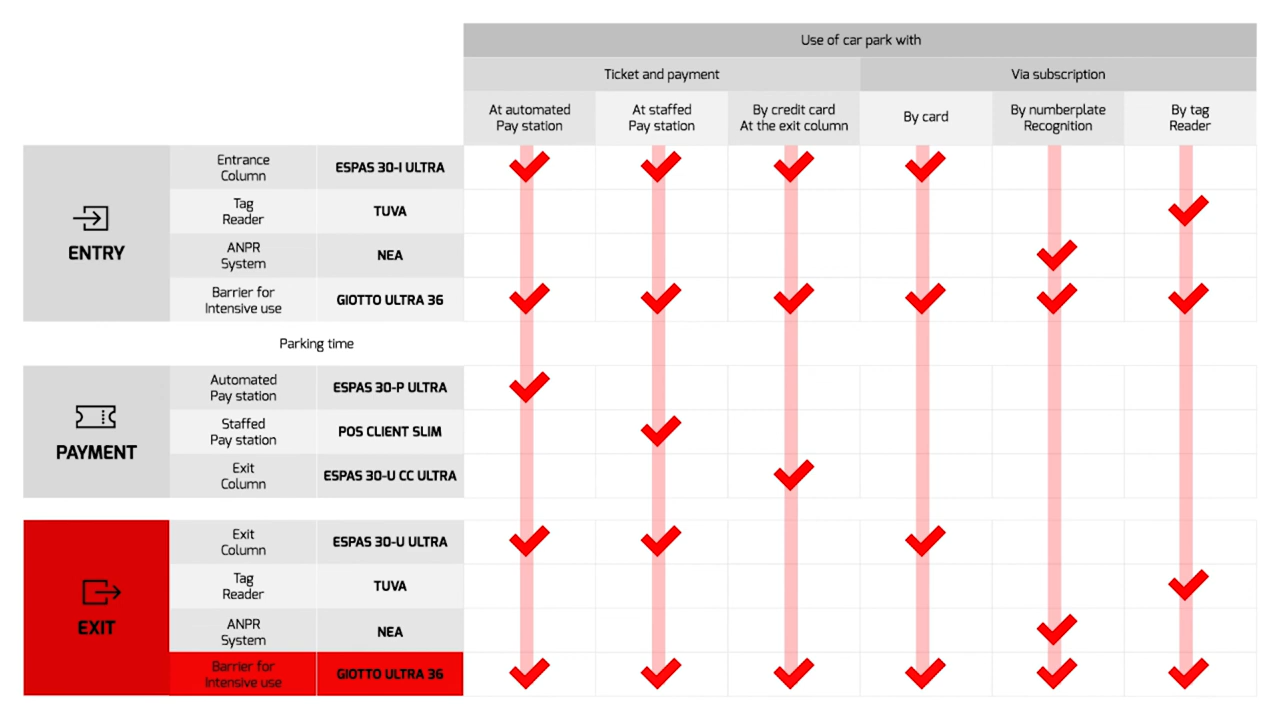 Use of car park with
Ticket and payment
Via subscription
At automated
Pay station
At staffed
Pay station
By credit card
At the exit column
By card
By numberplate
Recognition
By tag
Reader
ENTRY
Entrance
Column
ESPAS 30-I ULTRA
Tag
Reader
TUVA
ANPR
System
NEA
Barrier for
Intensive use
GIOTTO ULTRA 36
Parking time
PAYMENT
Automated
Pay station
ESPAS 30-P ULTRA
Staffed
Pay station
POS CLIENT SLIM
Exit
Column
ESPAS 30-U CC ULTRA
EXIT
Exit
Column
ESPAS 30-U ULTRA
Tag
Reader
TUVA
ANPR
System
NEA
Barrier for
Intensive use
GIOTTO ULTRA 36